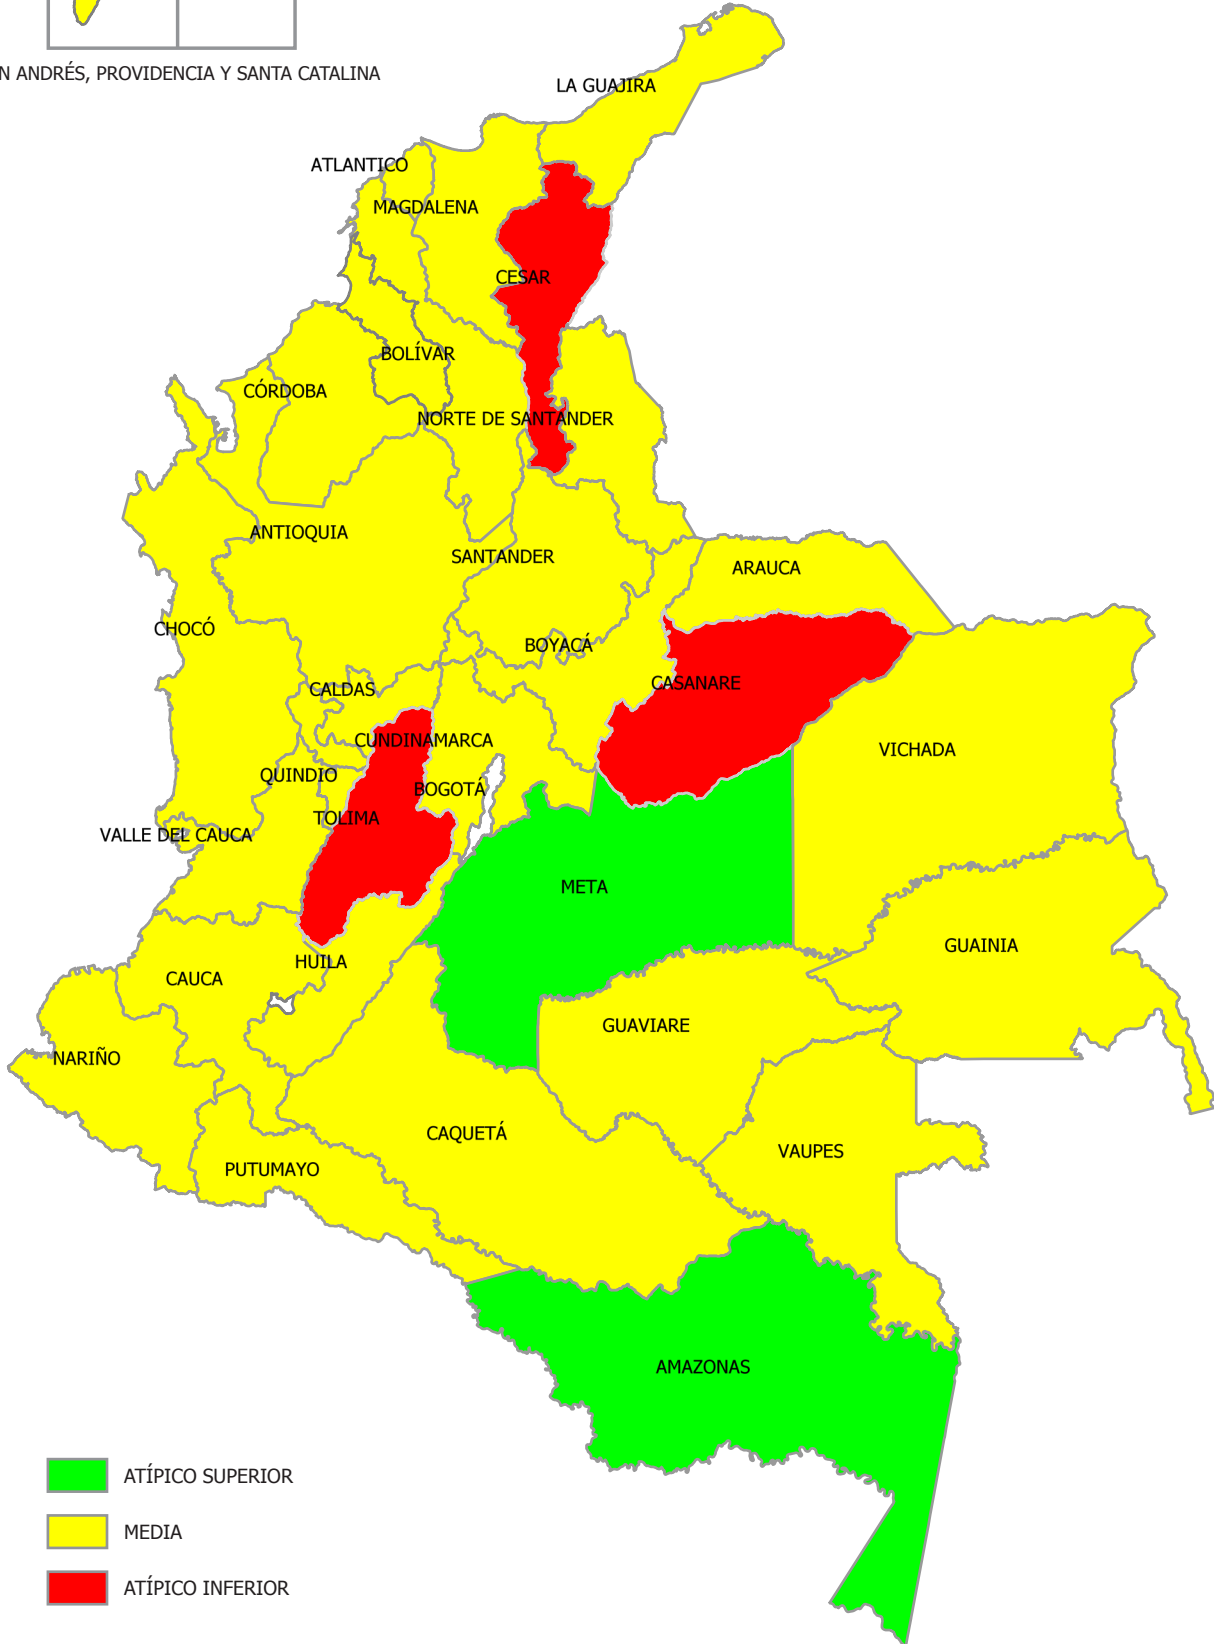 N ANDRÉS, PROVIDENCIA Y SANTA CATALINA
LA GUAJIRA
ATLANTICO
MAGDALENA
CESAR
BOLÍVAR
CÓRDOBA
NORTE DE SANTANDER
ANTIOQUIA
SANTANDER
ARAUCA
CHOCÓ
BOYACÁ
CALDAS
CASANARE
CUNDINAMARCA
VICHADA
QUINDIO
BOGOTÁ
TOLIMA
VALLE DEL CAUCA
META
GUAINIA
HUILA
CAUCA
GUAVIARE
NARIÑO
CAQUETÁ
VAUPES
PUTUMAYO
AMAZONAS
ATÍPICO SUPERIOR
MEDIA
ATÍPICO INFERIOR